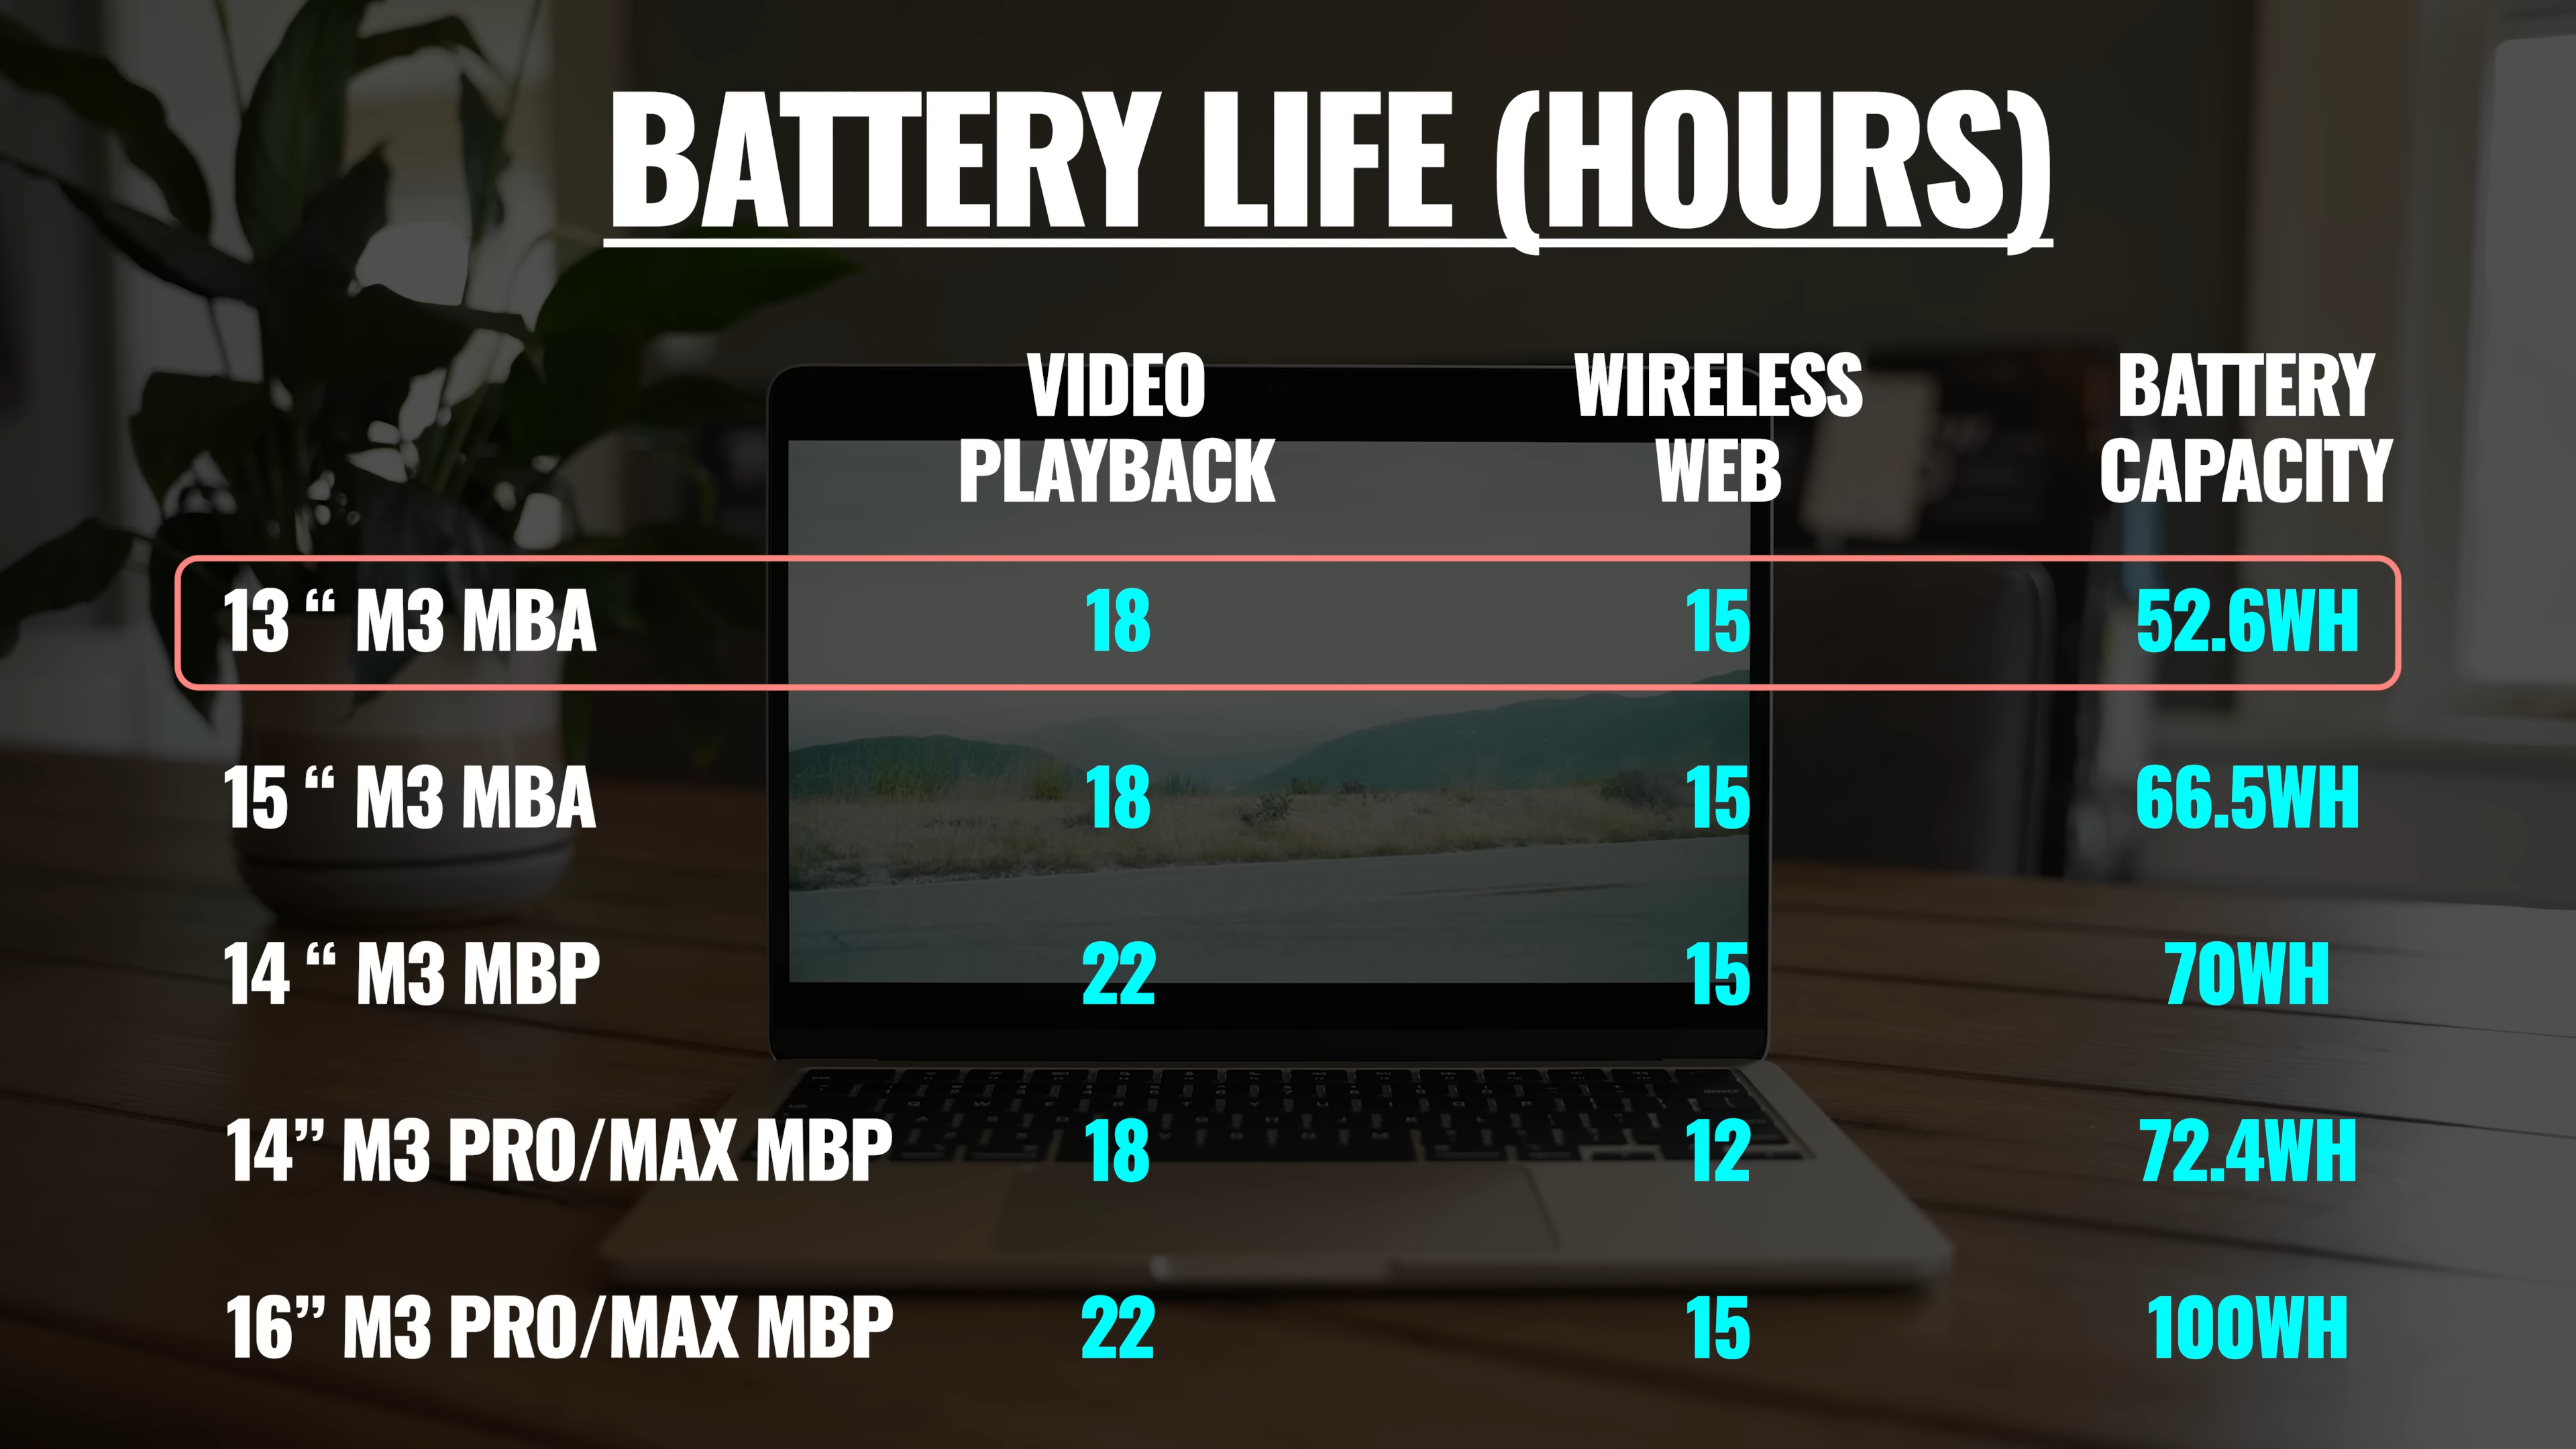 BATTERY LIFE (HOURS)
VIDEO PLAYBACK
WIRELESS WEB
BATTERY CAPACITY
13 “ M3 MBA 18 15 52.6WH
15 “ M3 MBA 18 15 66.5WH
14 “ M3 MBP 22 15 70WH
14” M3 PRO/MAX MBP 18 12 72.4WH
16” M3 PRO/MAX MBP 22 15 100WH